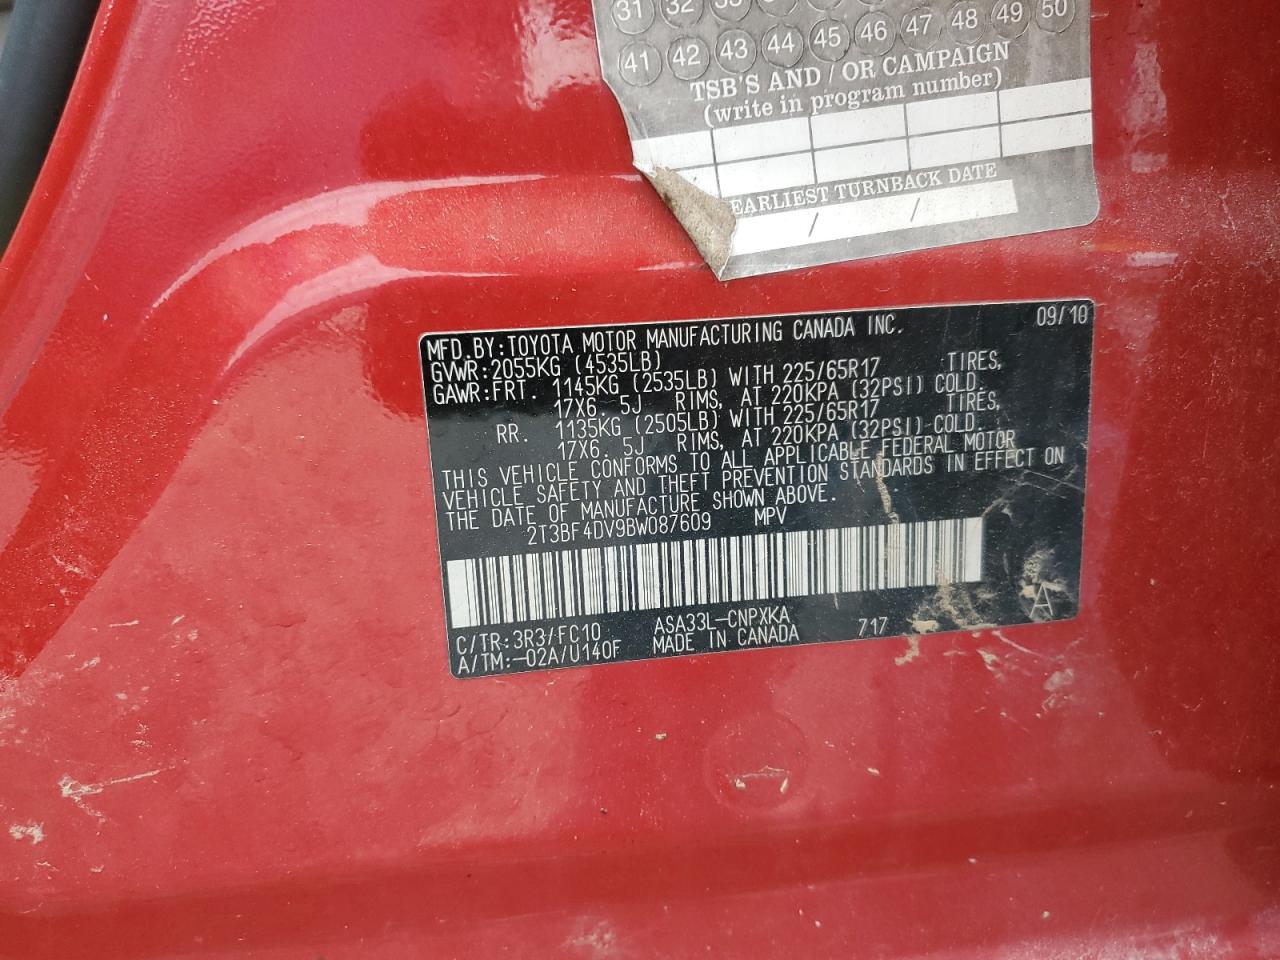 31 32 33
41 42 43 44 45 46 47 48 49 50
TSB'S AND / OR CAMPAIGN
(write in program number)
EARLIEST TURNBACK DATE
/ /
MFD.BY:TOYOTA MOTOR MANUFACTURING CANADA INC. 09/10
GVWR:2055KG (4535LB)
GAWR:FRT. 1145KG (2535LB) WITH 225/65R17 TIRES,
17X6. 5J RIMS, AT 220KPA (32PSI) COLD.
RR. 1135KG (2505LB) WITH 225/65R17 TIRES,
17X6. 5J RIMS, AT 220KPA (32PSI) COLD.
THIS VEHICLE CONFORMS TO ALL APPLICABLE FEDERAL MOTOR
VEHICLE SAFETY AND THEFT PREVENTION STANDARDS IN EFFECT ON
THE DATE OF MANUFACTURE SHOWN ABOVE.
2T3BF4DV9BW087609 MPV
C/TR:3R3/FC10 ASA33L-CNPXKA 717 A
A/TM:-02A/U140F MADE IN CANADA